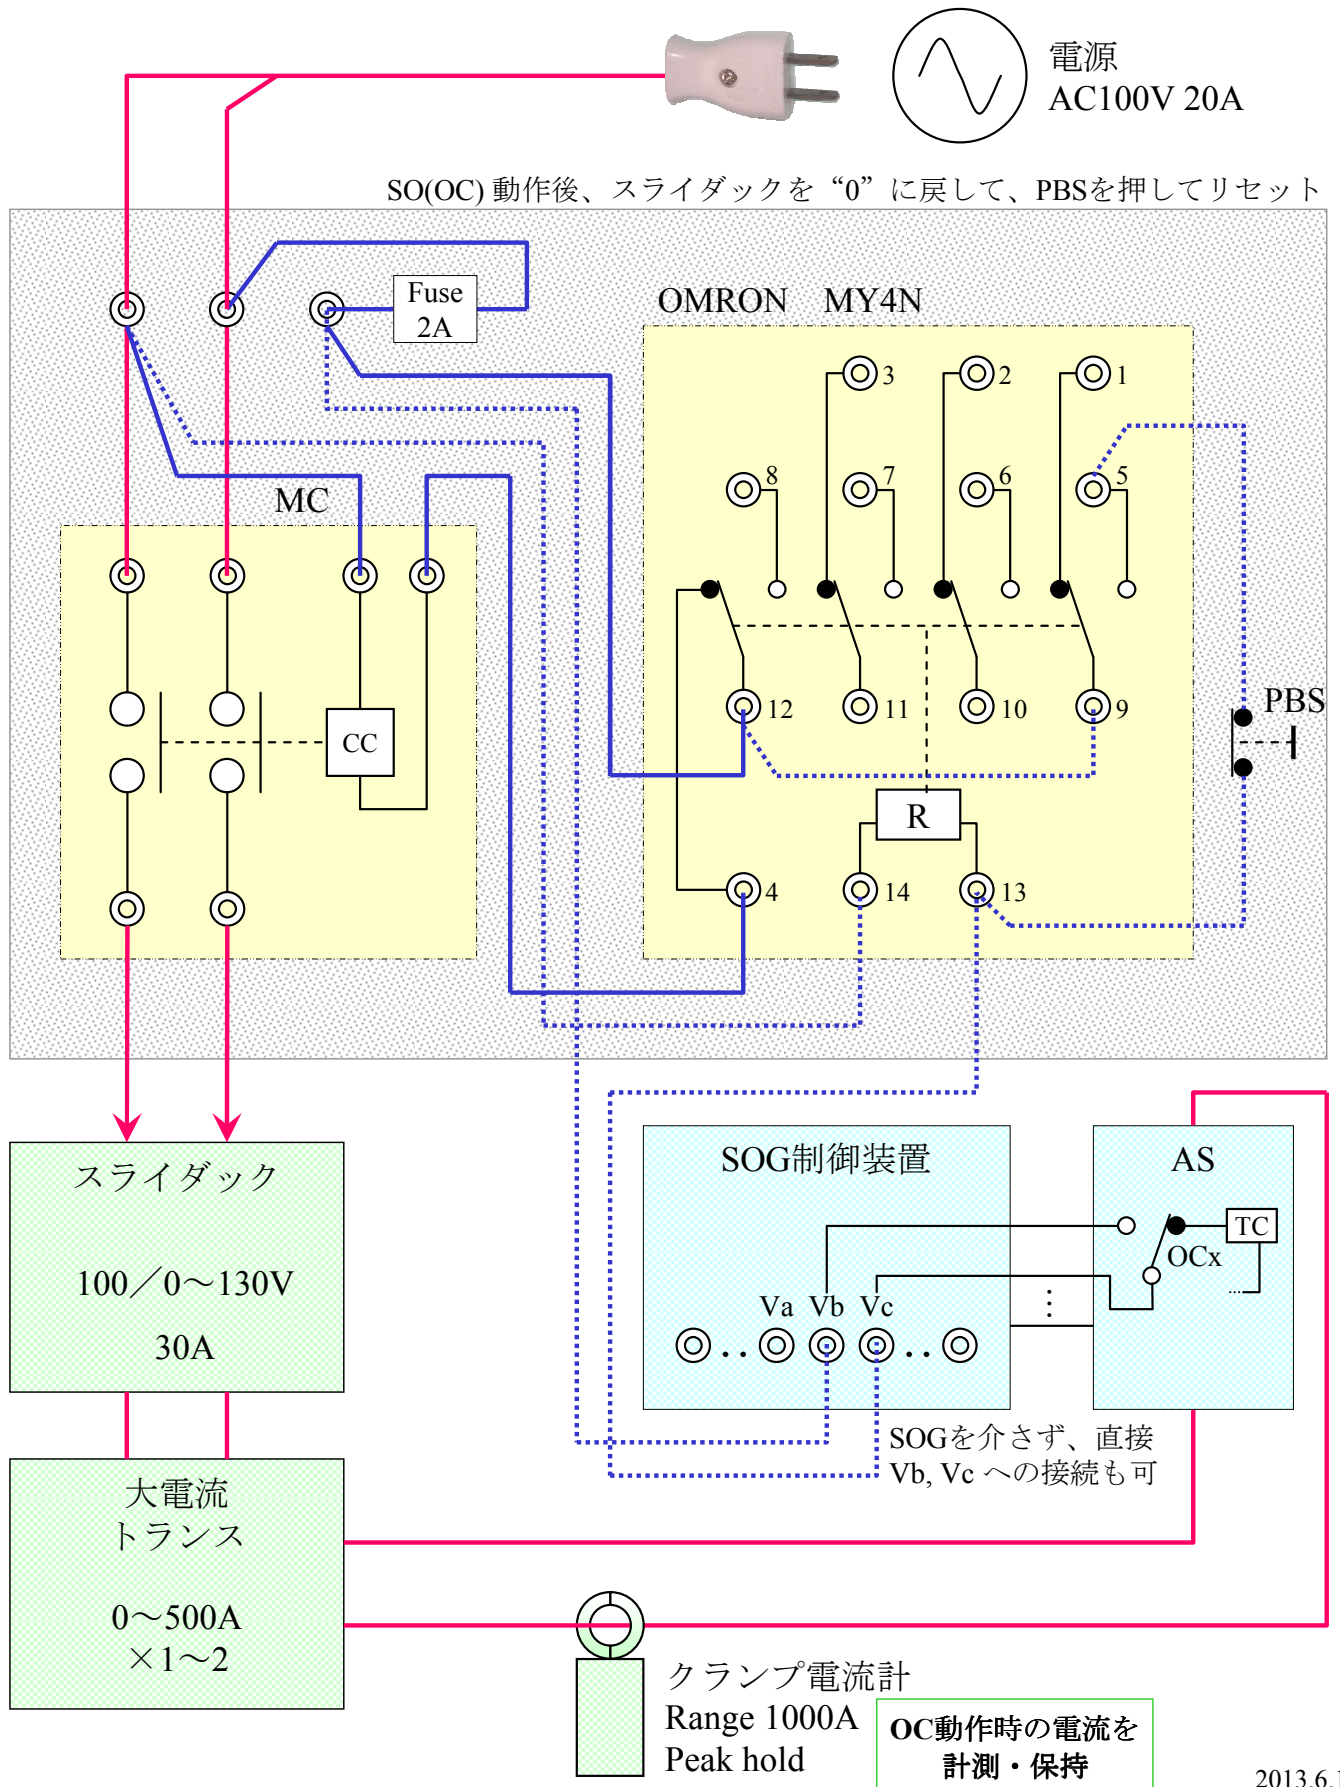 電源
AC100V 20A
SO(OC) 動作後、スライダックを“0”に戻して、PBSを押してリセット
Fuse
2A
OMRON MY4N
3
2
1
8
7
6
5
MC
12
11
10
9
PBS
CC
R
4
14
13
スライダック
100／0～130V
30A
SOG制御装置
AS
TC
OCx
Va Vb Vc
SOGを介さず、直接
Vb, Vc への接続も可
大電流
トランス
0～500A
×1～2
クランプ電流計
Range 1000A
Peak hold
OC動作時の電流を
計測・保持